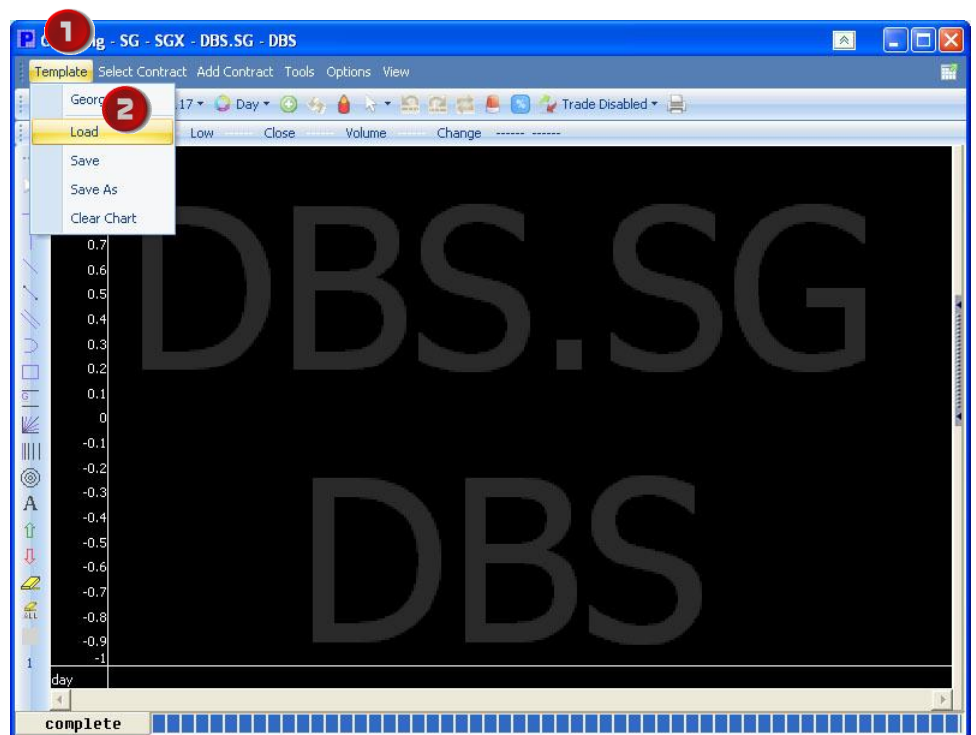 1
- SG - SGX - DBS.SG - DBS
Template Select Contract Add Contract Tools Options View
2
.17 Day Trade Disabled
Load
Low Close Volume Change ------ ------
Save
Save As
Clear Chart
0.7
0.6
0.5
0.4
0.3
0.2
0.1
0
-0.1
-0.2
-0.3
-0.4
-0.5
-0.6
-0.7
-0.8
-0.9
-1
DBS.SG
DBS
G
A
ALL
1
day
complete